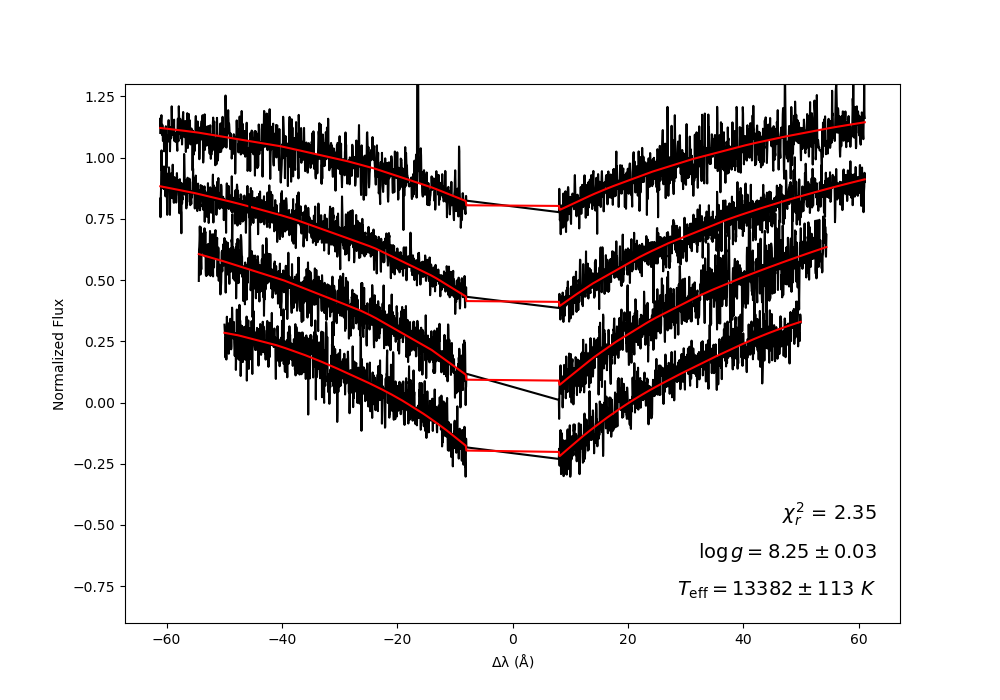 1.25
1.00
0.75
0.50
0.25
0.00
−0.25
−0.50
−0.75
Normalized Flux
χ²ᵣ = 2.35
log g = 8.25 ± 0.03
T_eff = 13382 ± 113 K
−60 −40 −20 0 20 40 60
Δλ (Å)